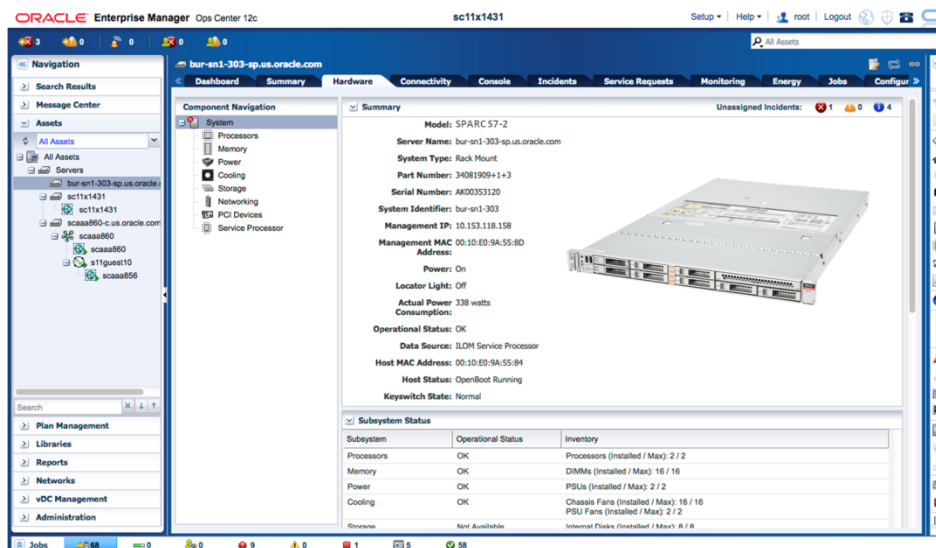 ORACLE Enterprise Manager Ops Center 12c
sc11x1431
Setup Help root Logout
3 0 0 0 0
All Assets
Navigation
Search Results
Message Center
Assets
All Assets
All Assets
Servers
bur-sn1-303-sp.us.oracle.
sc11x1431
sc11x1431
scaaa860-c.us.oracle.com
scaaa860
scaaa860
s11guest10
scaaa856
Search
Plan Management
Libraries
Reports
Networks
vDC Management
Administration
bur-sn1-303-sp.us.oracle.com
Dashboard Summary Hardware Connectivity Console Incidents Service Requests Monitoring Energy Jobs Configur
Component Navigation
System
Processors
Memory
Power
Cooling
Storage
Networking
PCI Devices
Service Processor
Summary Unassigned Incidents: 1 0 4
Model: SPARC S7-2
Server Name: bur-sn1-303-sp.us.oracle.com
System Type: Rack Mount
Part Number: 34081909+1+3
Serial Number: AK00353120
System Identifier: bur-sn1-303
Management IP: 10.153.118.158
Management MAC Address: 00:10:E0:9A:55:8D
Power: On
Locator Light: Off
Actual Power Consumption: 338 watts
Operational Status: OK
Data Source: ILOM Service Processor
Host MAC Address: 00:10:E0:9A:55:84
Host Status: OpenBoot Running
Keyswitch State: Normal
Subsystem Status
Subsystem Operational Status Inventory
Processors OK Processors (Installed / Max): 2 / 2
Memory OK DIMMs (Installed / Max): 16 / 16
Power OK PSUs (Installed / Max): 2 / 2
Cooling OK Chassis Fans (Installed / Max): 16 / 16
PSU Fans (Installed / Max): 2 / 2
Storage Not Available Internal Disks (Installed / Max): 8 / 8
Jobs 68 0 0 9 0 1 5 58